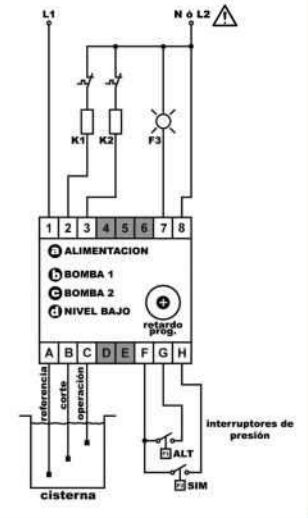 L1
N ó L2
K1
K2
F3
1 2 3 4 5 6 7 8
a ALIMENTACION
b BOMBA 1
c BOMBA 2
d NIVEL BAJO
retardo
prog.
A B C D E F G H
referencia
corte
operación
interruptores de
presión
ALT
SIM
cisterna